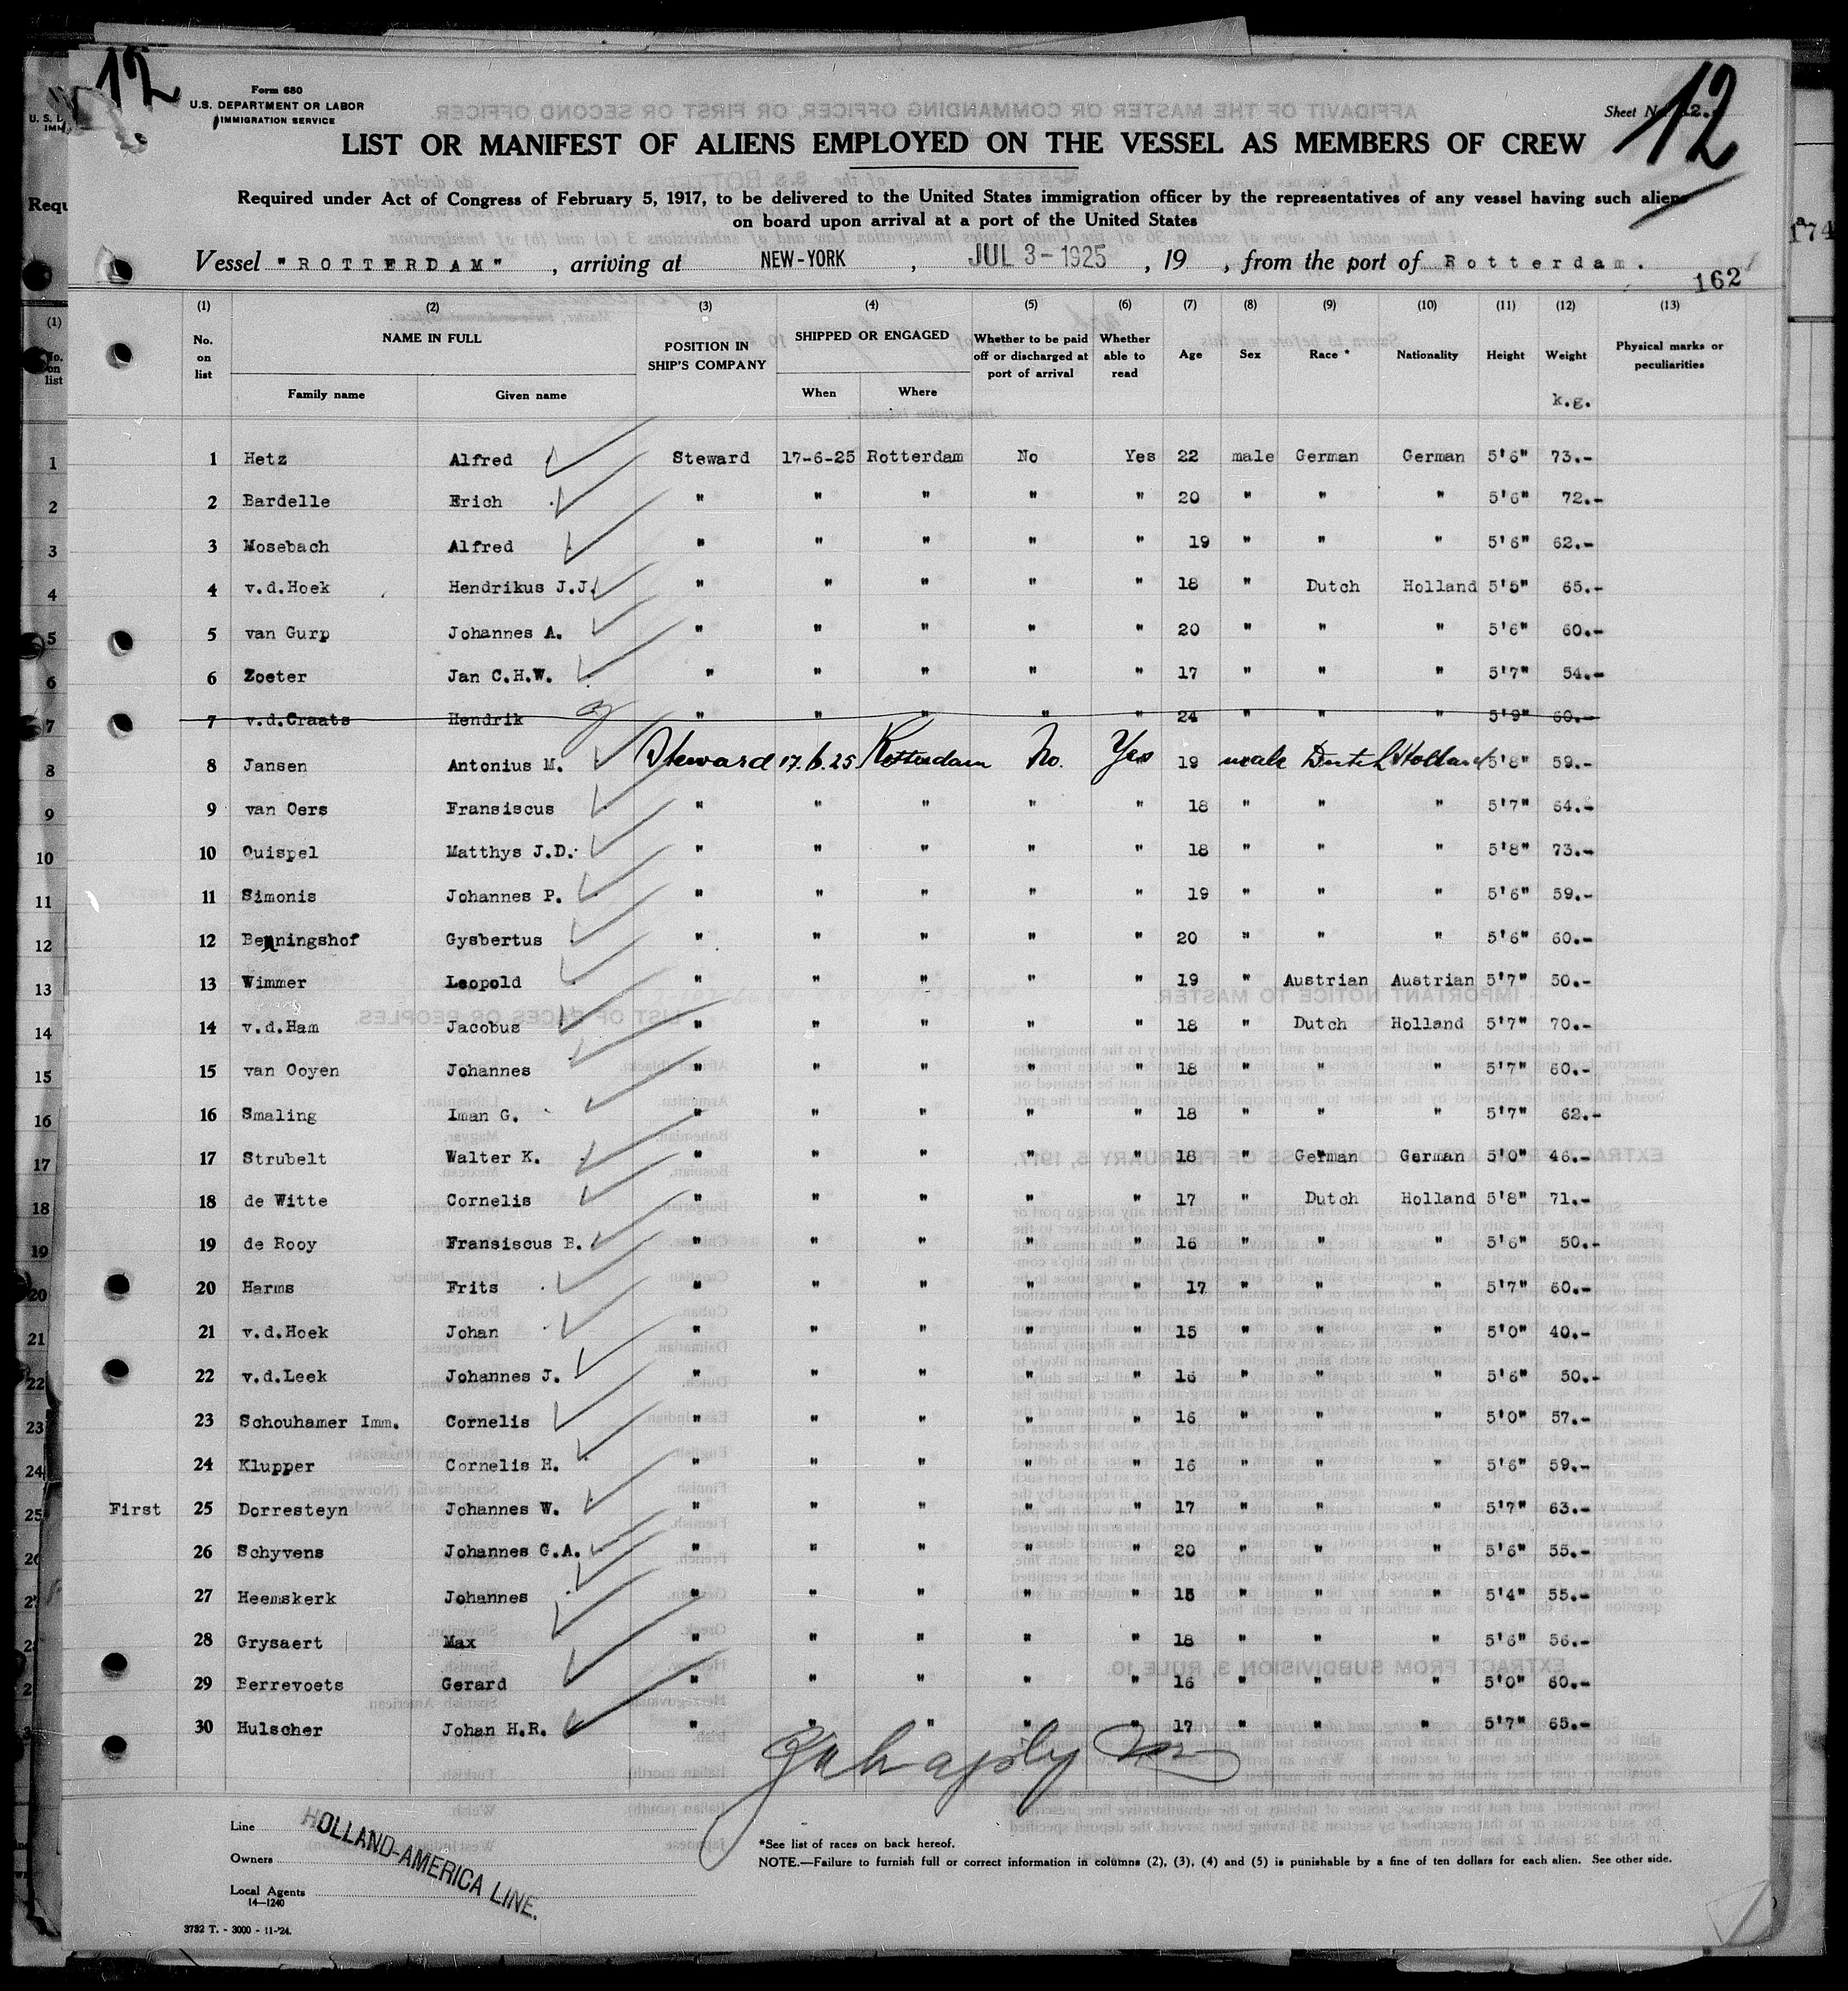 12
Form 680
U.S. DEPARTMENT OR LABOR
IMMIGRATION SERVICE
Sheet No. 12.
12
LIST OR MANIFEST OF ALIENS EMPLOYED ON THE VESSEL AS MEMBERS OF CREW
Required under Act of Congress of February 5, 1917, to be delivered to the United States immigration officer by the representatives of any vessel having such aliens
on board upon arrival at a port of the United States
Vessel "ROTTERDAM", arriving at NEW-YORK, JUL 3-1925, 19 , from the port of Rotterdam.
162
(1) (2) (3) (4) (5) (6) (7) (8) (9) (10) (11) (12) (13)
No. on list NAME IN FULL Family name Given name POSITION IN SHIP'S COMPANY SHIPPED OR ENGAGED When Where Whether to be paid off or discharged at port of arrival Whether able to read Age Sex Race * Nationality Height Weight k.g. Physical marks or peculiarities
1 Hetz Alfred Steward 17-6-25 Rotterdam No Yes 22 male German German 5'6" 73.-
2 Bardelle Erich " " " " " 20 " " " 5'6" 72.-
3 Mosebach Alfred " " " " " 19 " " " 5'6" 62.-
4 v.d.Hoek Hendrikus J.J. " " " " " 18 " Dutch Holland 5'5" 65.-
5 van Gurp Johannes A. " " " " " 20 " " " 5'6" 60.-
6 Zoeter Jan C.H.W. " " " " " 17 " " " 5'7" 54.-
7 v.d.Craats Hendrik " " " " " 24 " " " 5'9" 60.-
8 Jansen Antonius M. Steward 17.6.25 Rotterdam No. Yes 19 male Dutch Holland 5'8" 59.-
9 van Oers Fransiscus " " " " " 18 " " " 5'7" 64.-
10 Quispel Matthys J.D. " " " " " 18 " " " 5'8" 73.-
11 Simonis Johannes P. " " " " " 19 " " " 5'6" 59.-
12 Benningshof Gysbertus " " " " " 20 " " " 5'6" 60.-
13 Wimmer Leopold " " " " " 19 " Austrian Austrian 5'7" 50.-
14 v.d.Ham Jacobus " " " " " 18 " Dutch Holland 5'7" 70.-
15 van Ooyen Johannes " " " " " 18 " " " 5'7" 60.-
16 Smaling Iman G. " " " " " 18 " " " 5'7" 62.-
17 Strubelt Walter K. " " " " " 18 " German German 5'0" 46.-
18 de Witte Cornelis " " " " " 17 " Dutch Holland 5'8" 71.-
19 de Rooy Fransiscus B. " " " " " 16 " " " 5'6" 50.-
20 Harms Frits " " " " " 17 " " " 5'7" 60.-
21 v.d.Hoek Johan " " " " " 15 " " " 5'0" 40.-
22 v.d.Leek Johannes J. " " " " " 16 " " " 5'6" 50.-
23 Schouhamer Imm. Cornelis " " " " " 16 " " " 5'0" 57.-
24 Klupper Cornelis H. " " " " " 16 " " " 5'6" 59.-
First 25 Dorresteyn Johannes W. " " " " " 17 " " " 5'7" 63.-
26 Schyvens Johannes G.A. " " " " " 20 " " " 5'6" 55.-
27 Heemskerk Johannes " " " " " 15 " " " 5'4" 55.-
28 Grysaert Max " " " " " 18 " " " 5'6" 56.-
29 Berrevoets Gerard " " " " " 16 " " " 5'0" 60.-
30 Hulscher Johan H.R. " " " " " 17 " " " 5'7" 65.-
Line
Owners
Local Agents
HOLLAND-AMERICA LINE.
14-1240
*See list of races on back hereof.
NOTE.—Failure to furnish full or correct information in columns (2), (3), (4) and (5) is punishable by a fine of ten dollars for each alien. See other side.
3732 T. - 3000 - 11-'24.